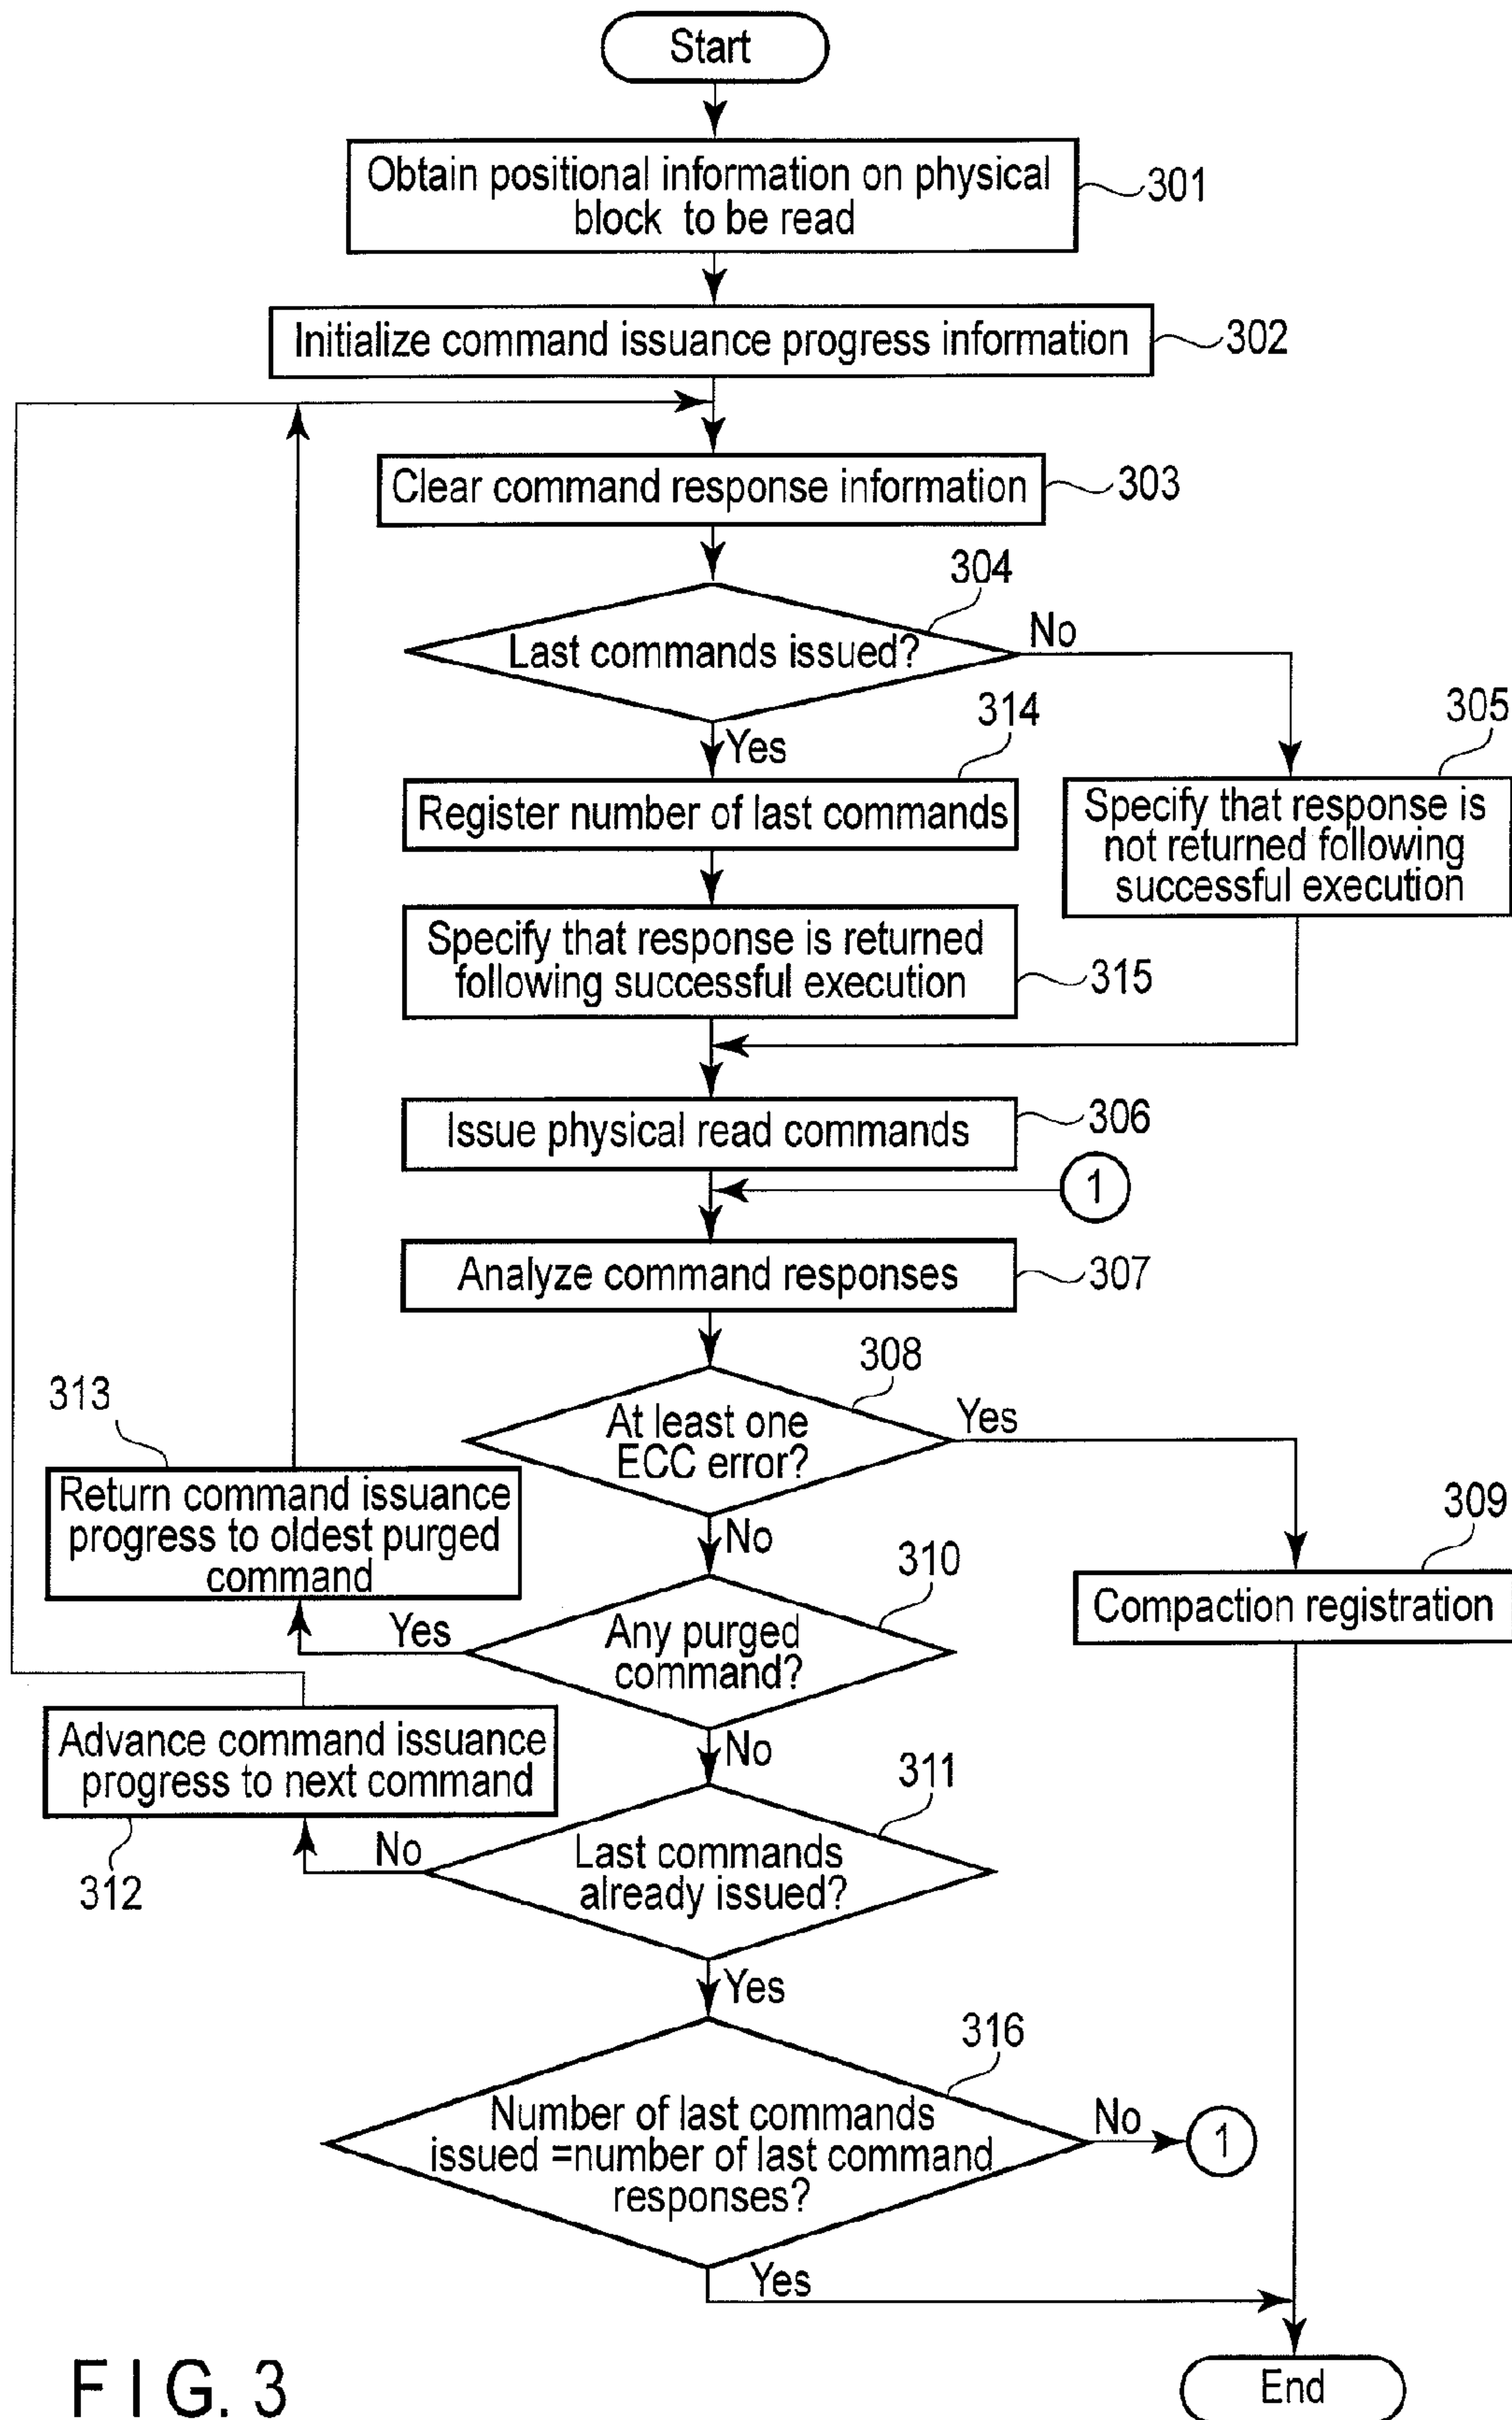 Start
Obtain positional information on physical
block to be read
301
Initialize command issuance progress information
302
Clear command response information
303
304
Last commands issued?
No
Yes
314
305
Register number of last commands
Specify that response is
not returned following
successful execution
Specify that response is returned
following successful execution
315
Issue physical read commands
306
1
Analyze command responses
307
308
At least one
ECC error?
Yes
No
313
Return command issuance
progress to oldest purged
command
309
Compaction registration
310
Any purged
command?
Yes
No
Advance command issuance
progress to next command
312
311
Last commands
already issued?
No
Yes
316
Number of last commands
issued =number of last command
responses?
No
1
Yes
End
FIG. 3